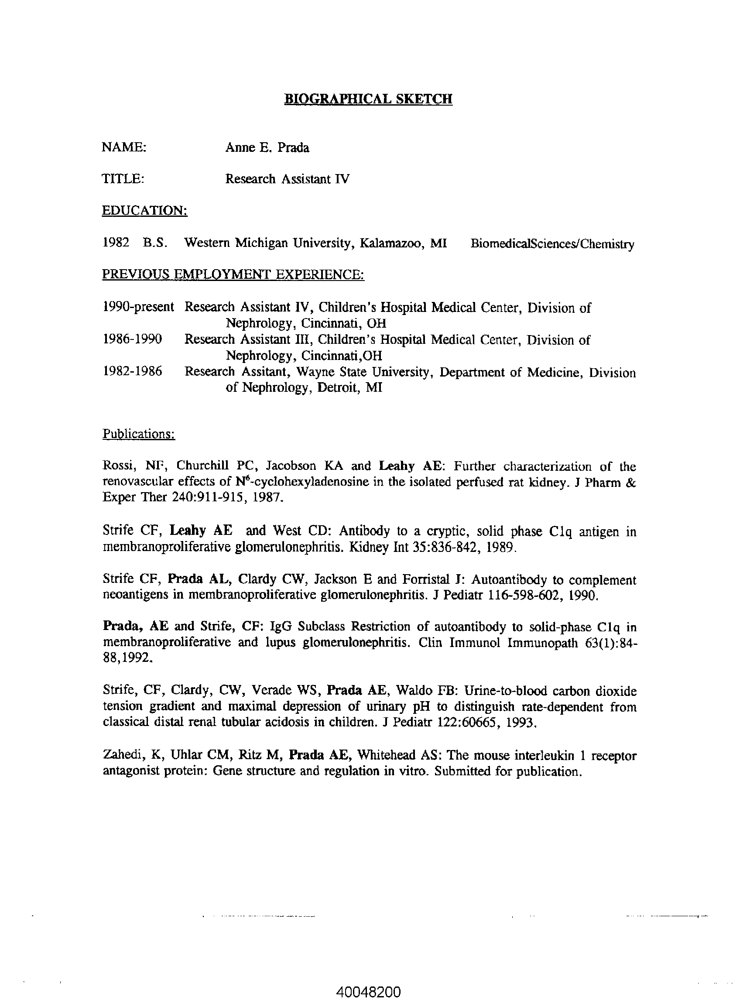 BIOGRAPHICAL SKETCH
NAME: Anne E. Prada
TITLE: Research Assistant IV
EDUCATION:
1982 B.S. Western Michigan University, Kalamazoo, MI BiomedicalSciences/Chemistry
PREVIOUS EMPLOYMENT EXPERIENCE:
1990-present Research Assistant IV, Children's Hospital Medical Center, Division of
Nephrology, Cincinnati, OH
1986-1990 Research Assistant III, Children's Hospital Medical Center, Division of
Nephrology, Cincinnati,OH
1982-1986 Research Assitant, Wayne State University, Department of Medicine, Division
of Nephrology, Detroit, MI
Publications:
Rossi, NF, Churchill PC, Jacobson KA and Leahy AE: Further characterization of the
renovascular effects of N⁶-cyclohexyladenosine in the isolated perfused rat kidney. J Pharm &
Exper Ther 240:911-915, 1987.
Strife CF, Leahy AE and West CD: Antibody to a cryptic, solid phase C1q antigen in
membranoproliferative glomerulonephritis. Kidney Int 35:836-842, 1989.
Strife CF, Prada AL, Clardy CW, Jackson E and Forristal J: Autoantibody to complement
neoantigens in membranoproliferative glomerulonephritis. J Pediatr 116-598-602, 1990.
Prada, AE and Strife, CF: IgG Subclass Restriction of autoantibody to solid-phase C1q in
membranoproliferative and lupus glomerulonephritis. Clin Immunol Immunopath 63(1):84-
88,1992.
Strife, CF, Clardy, CW, Verade WS, Prada AE, Waldo FB: Urine-to-blood carbon dioxide
tension gradient and maximal depression of urinary pH to distinguish rate-dependent from
classical distal renal tubular acidosis in children. J Pediatr 122:60665, 1993.
Zahedi, K, Uhlar CM, Ritz M, Prada AE, Whitehead AS: The mouse interleukin 1 receptor
antagonist protein: Gene structure and regulation in vitro. Submitted for publication.
40048200